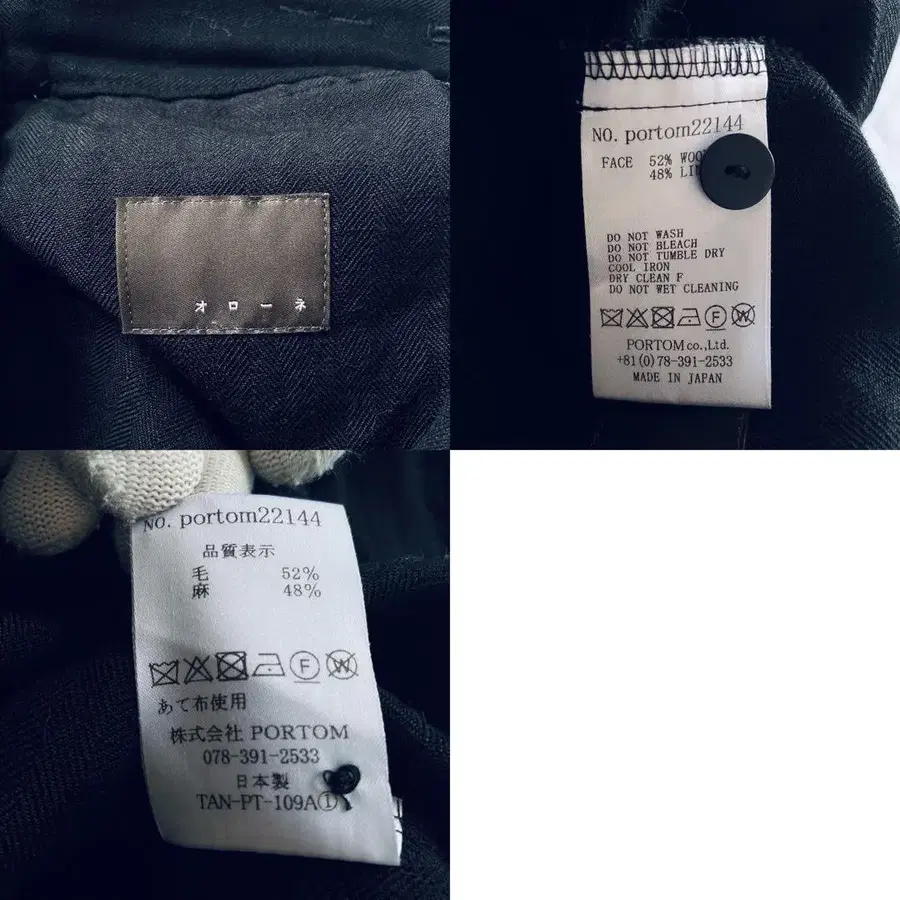 オローネ
NO. portom22144
FACE 52%
48%
DO NOT WASH
DO NOT BLEACH
DO NOT TUMBLE DRY
COOL IRON
DRY CLEAN F
DO NOT WET CLEANING
F W
PORTOM co.,Ltd.
+81(0)78-391-2533
MADE IN JAPAN
NO. portom22144
品質表示
毛 52%
麻 48%
F W
あて布使用
株式会社 PORTOM
078-391-2533
日本製
TAN-PT-109A①